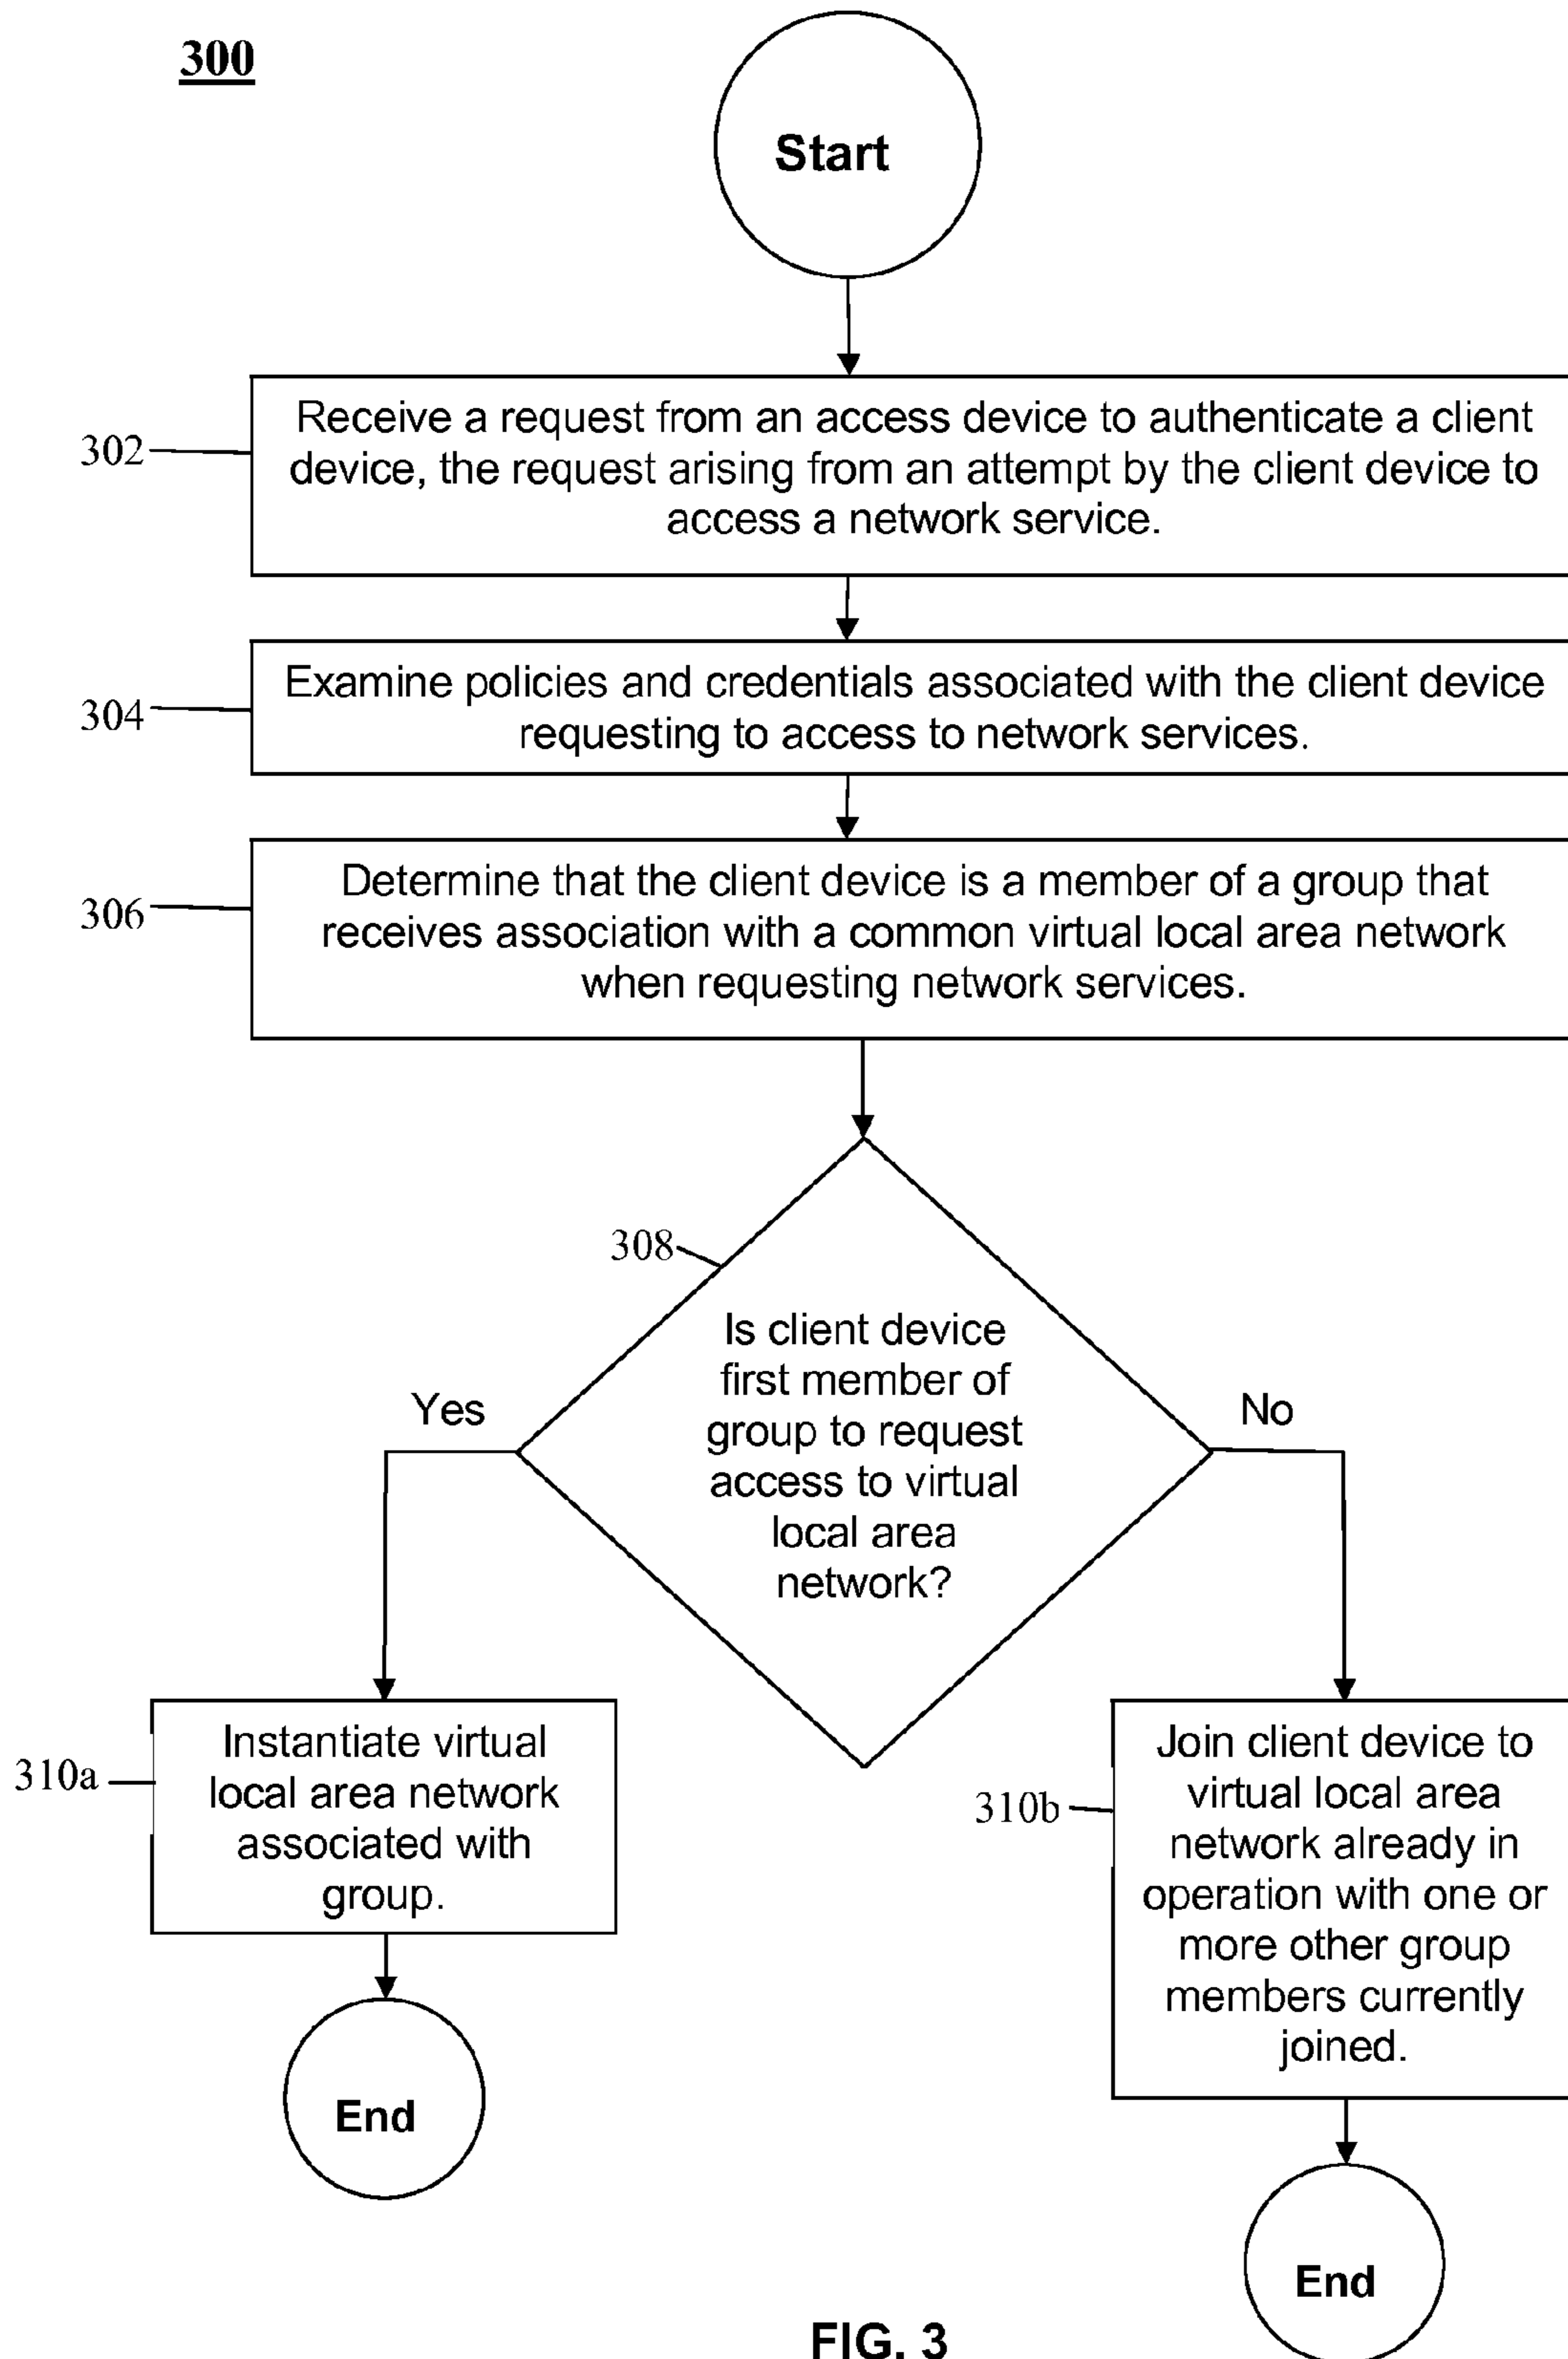 300
Start
302
Receive a request from an access device to authenticate a client
device, the request arising from an attempt by the client device to
access a network service.
304
Examine policies and credentials associated with the client device
requesting to access to network services.
306
Determine that the client device is a member of a group that
receives association with a common virtual local area network
when requesting network services.
308
Is client device
first member of
group to request
access to virtual
local area
network?
Yes
No
310a
Instantiate virtual
local area network
associated with
group.
End
310b
Join client device to
virtual local area
network already in
operation with one or
more other group
members currently
joined.
End
FIG. 3